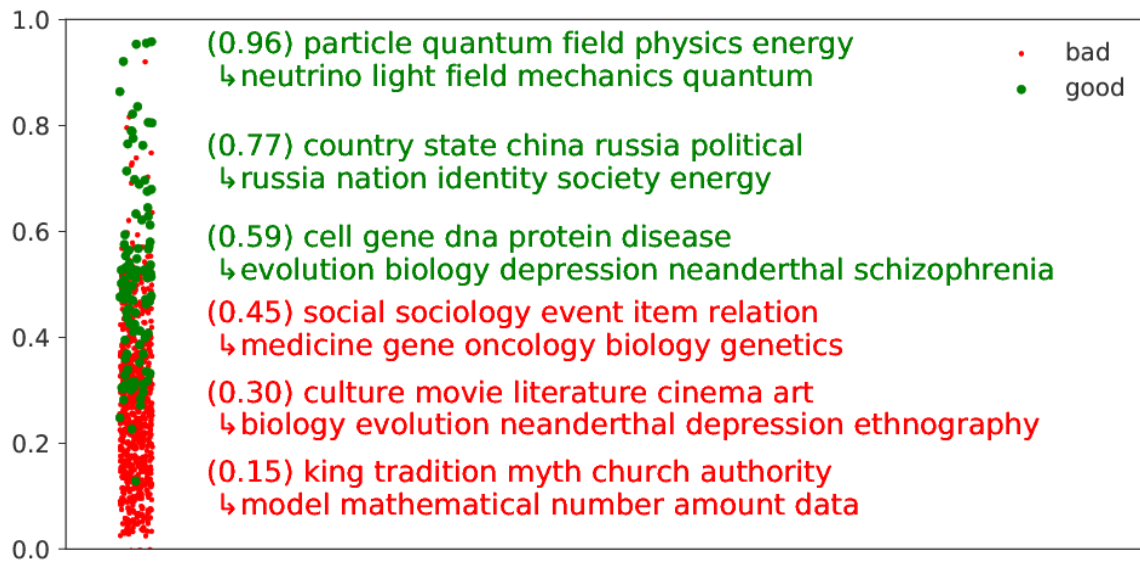 1.0
(0.96) particle quantum field physics energy
↳neutrino light field mechanics quantum
bad
good
0.8
(0.77) country state china russia political
↳russia nation identity society energy
0.6
(0.59) cell gene dna protein disease
↳evolution biology depression neanderthal schizophrenia
(0.45) social sociology event item relation
↳medicine gene oncology biology genetics
0.4
(0.30) culture movie literature cinema art
↳biology evolution neanderthal depression ethnography
0.2
(0.15) king tradition myth church authority
↳model mathematical number amount data
0.0